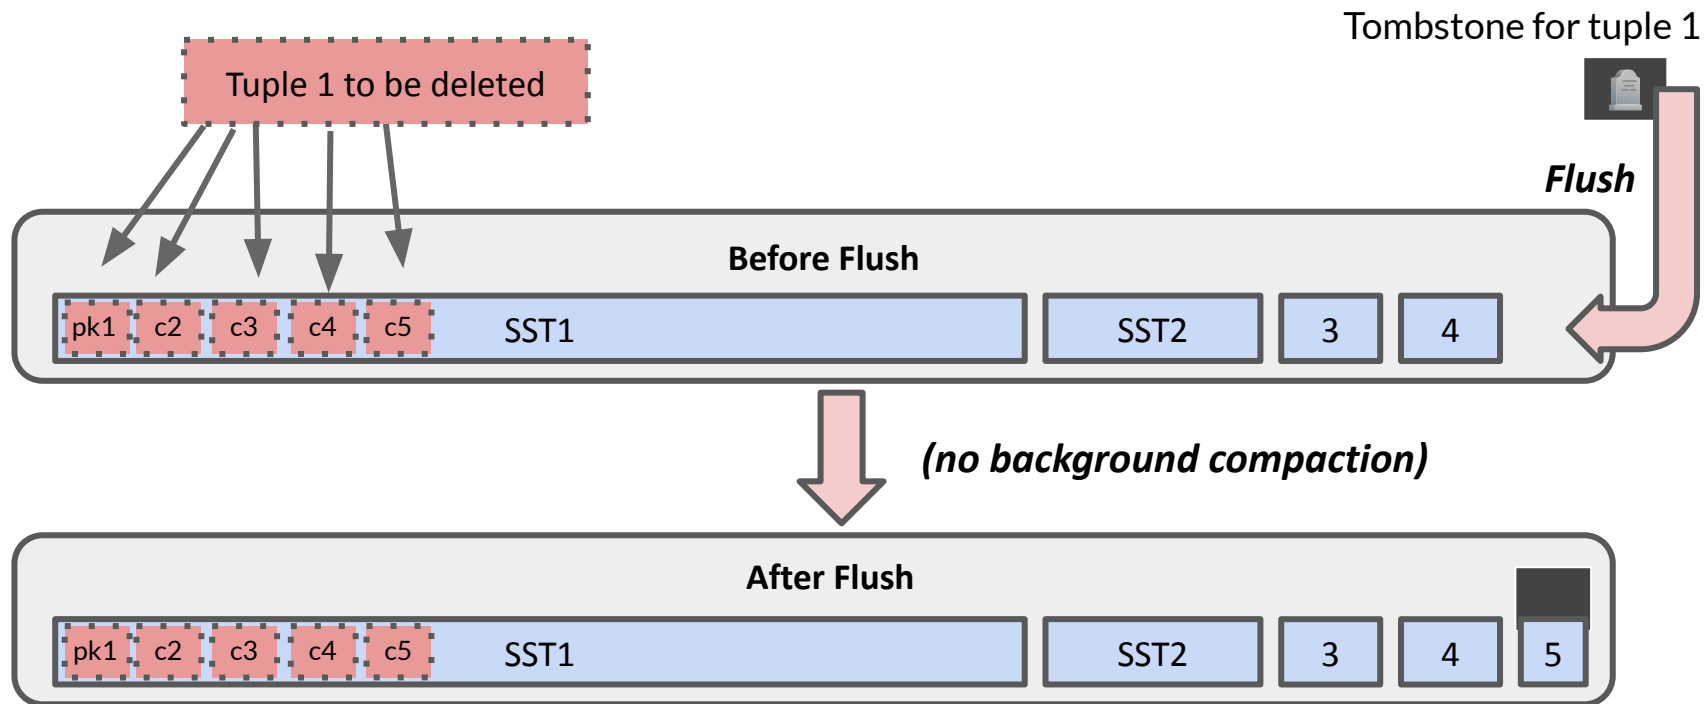 Tombstone for tuple 1
Tuple 1 to be deleted
Flush
Before Flush
pk1 c2 c3 c4 c5 SST1 SST2 3 4
(no background compaction)
After Flush
pk1 c2 c3 c4 c5 SST1 SST2 3 4 5